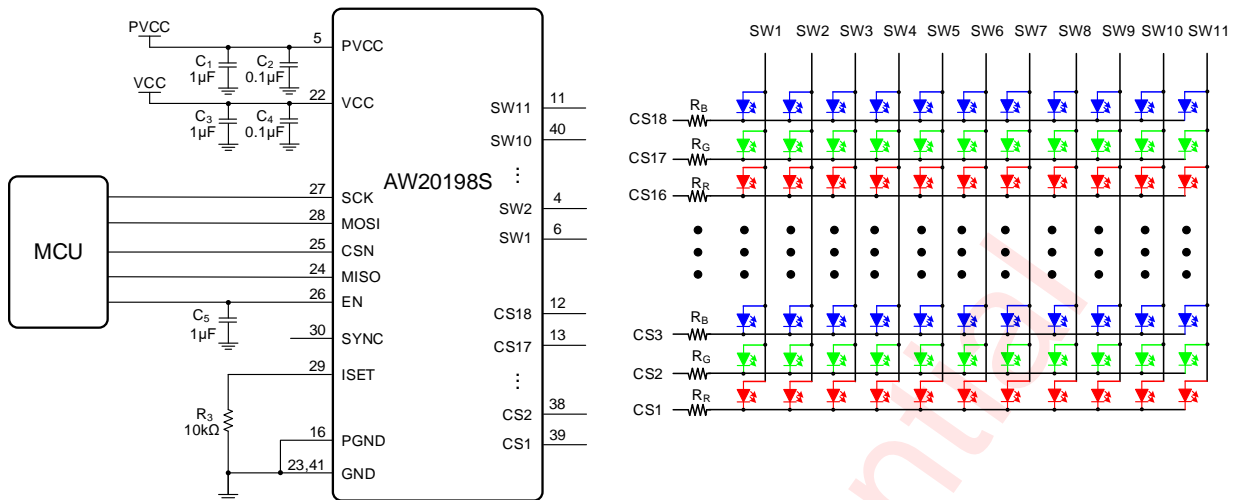 PVCC
5
PVCC
C1
1µF
C2
0.1µF
VCC
22
VCC
C3
1µF
C4
0.1µF
MCU
AW20198S
27
SCK
28
MOSI
25
CSN
24
MISO
26
EN
C5
1µF
30
SYNC
29
ISET
R3
10kΩ
16
PGND
23,41
GND
SW11
11
SW10
40
SW2
4
SW1
6
CS18
12
CS17
13
CS2
38
CS1
39
SW1 SW2 SW3 SW4 SW5 SW6 SW7 SW8 SW9 SW10 SW11
CS18 RB
CS17 RG
CS16 RR
CS3 RB
CS2 RG
CS1 RR
ential